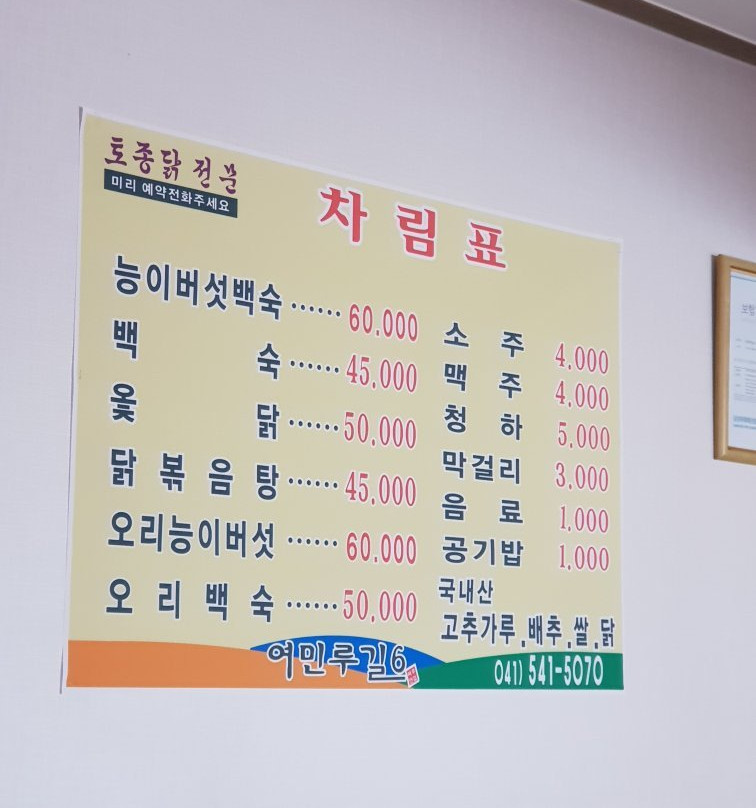 토종닭 전문
미리 예약전화주세요
차림표
능이버섯백숙 ······ 60.000
백숙 ······ 45.000
옻닭 ······ 50.000
닭볶음탕 ······ 45.000
오리능이버섯 ······ 60.000
오리백숙 ······ 50.000
소주 4.000
맥주 4.000
청하 5.000
막걸리 3.000
음료 1.000
공기밥 1.000
국내산
고추가루,배추,쌀,닭
여민루길6
041) 541-5070